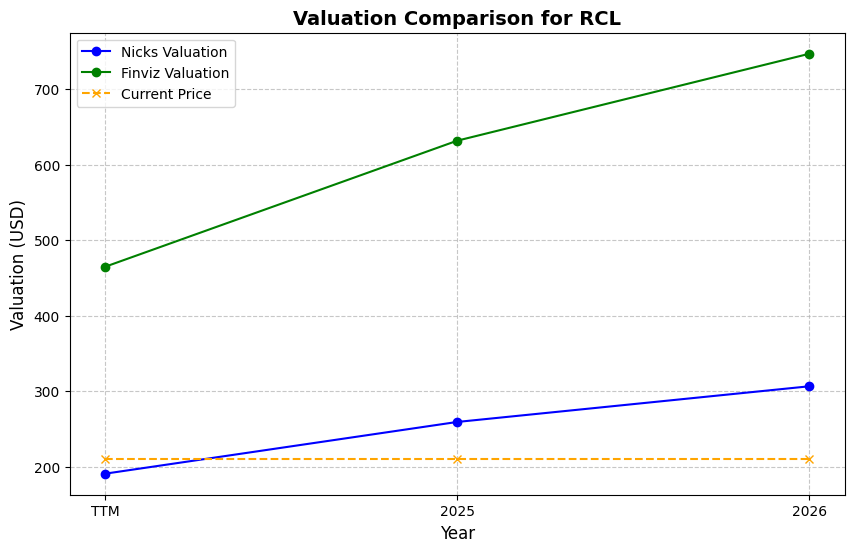 Valuation Comparison for RCL
Nicks Valuation
Finviz Valuation
Current Price
Valuation (USD)
700
600
500
400
300
200
TTM
2025
2026
Year